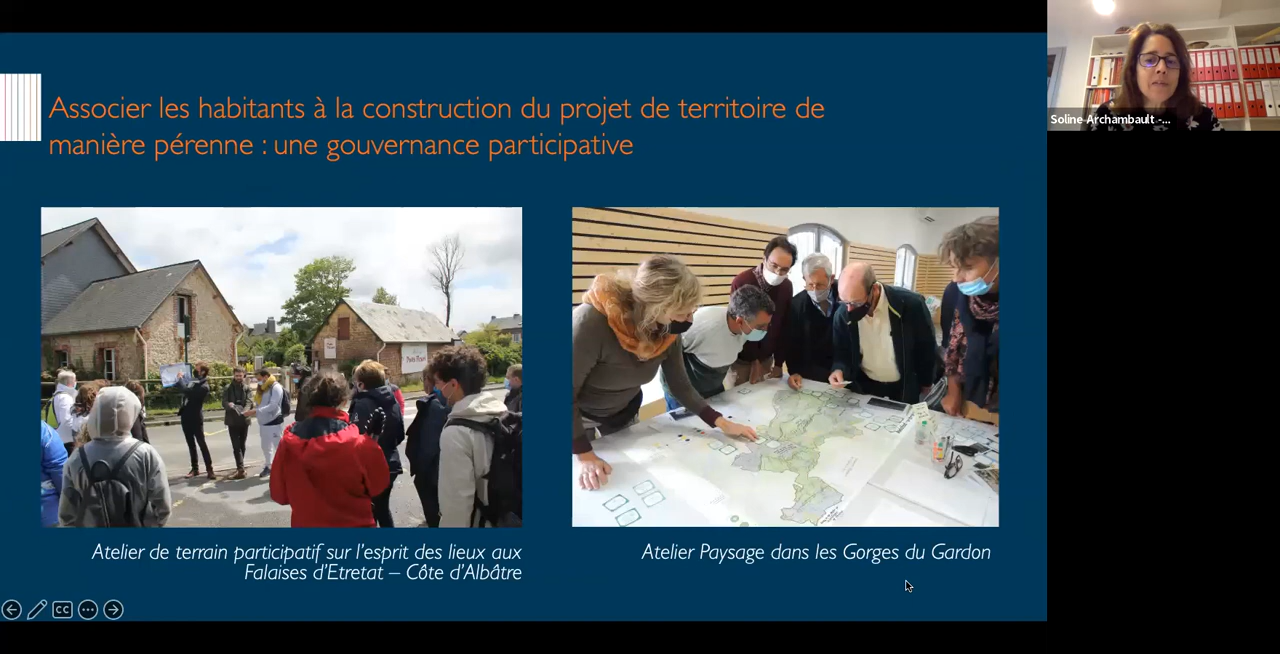 Associer les habitants à la construction du projet de territoire de
manière pérenne : une gouvernance participative
Soline Archambault -...
Atelier de terrain participatif sur l'esprit des lieux aux
Falaises d'Etretat – Côte d'Albâtre
Atelier Paysage dans les Gorges du Gardon
CC